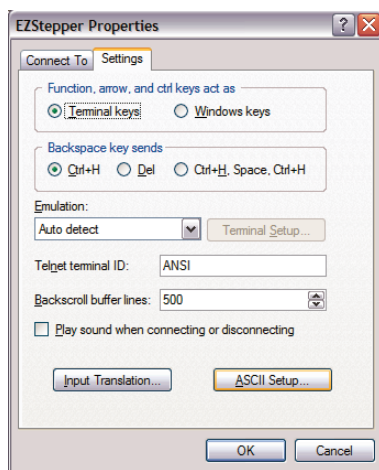 EZStepper Properties
Connect To Settings
Function, arrow, and ctrl keys act as
Terminal keys Windows keys
Backspace key sends
Ctrl+H Del Ctrl+H, Space, Ctrl+H
Emulation:
Auto detect Terminal Setup...
Telnet terminal ID: ANSI
Backscroll buffer lines: 500
Play sound when connecting or disconnecting
Input Translation... ASCII Setup...
OK Cancel